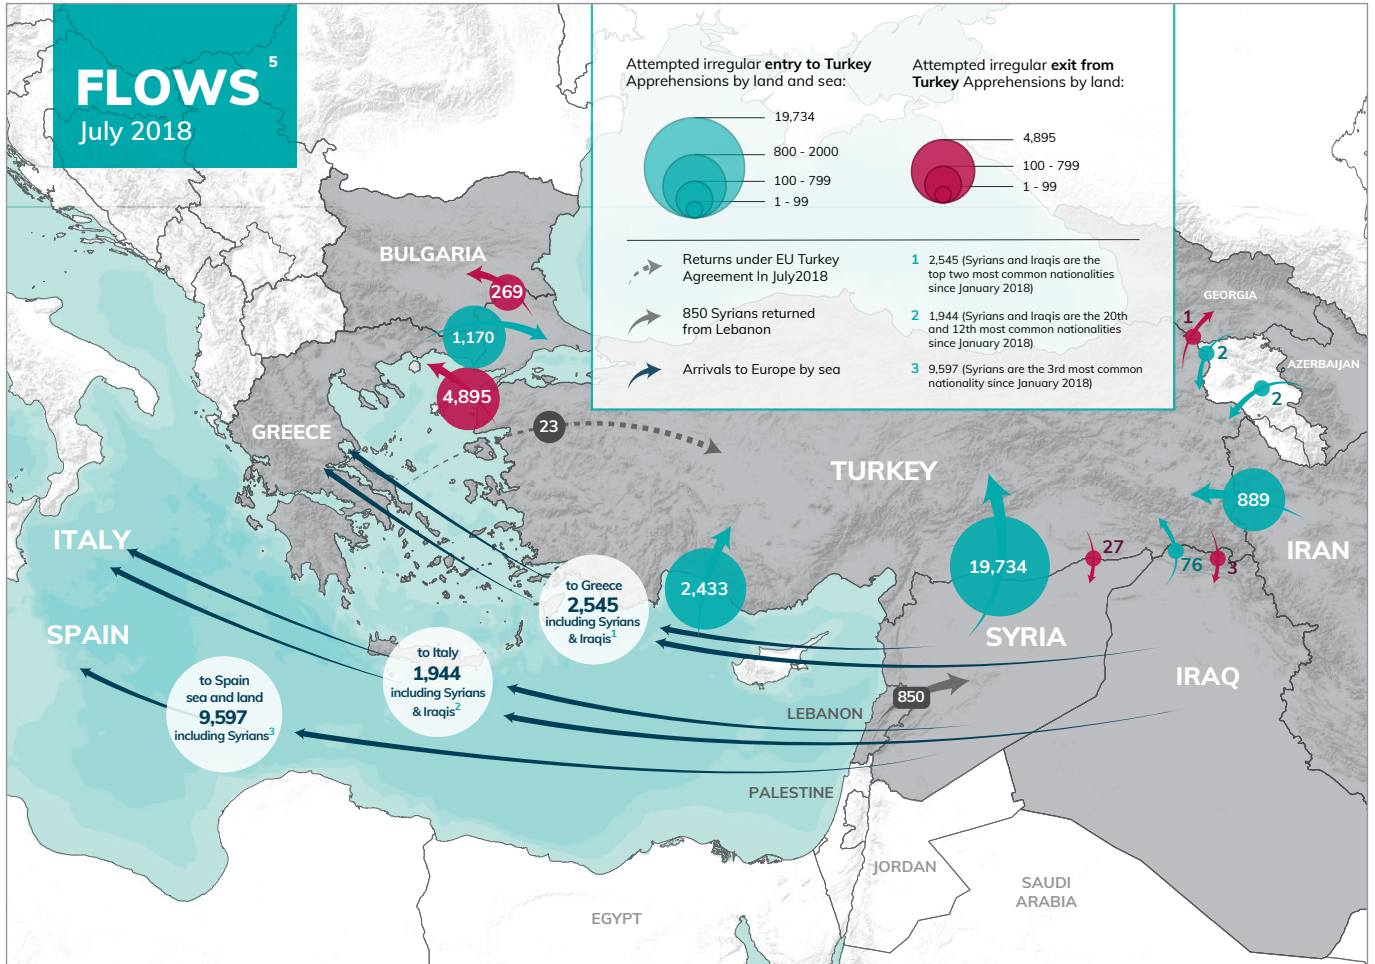 FLOWS 5
July 2018
Attempted irregular entry to Turkey
Apprehensions by land and sea:
19,734
800 - 2000
100 - 799
1 - 99
Attempted irregular exit from
Turkey Apprehensions by land:
4,895
100 - 799
1 - 99
Returns under EU Turkey
Agreement In July2018
850 Syrians returned
from Lebanon
Arrivals to Europe by sea
1 2,545 (Syrians and Iraqis are the
top two most common nationalities
since January 2018)
2 1,944 (Syrians and Iraqis are the 20th
and 12th most common nationalities
since January 2018)
3 9,597 (Syrians are the 3rd most common
nationality since January 2018)
BULGARIA
269
1,170
4,895
GREECE
23
TURKEY
GEORGIA
1
2
AZERBAIJAN
2
889
IRAN
ITALY
SPAIN
2,433
19,734
27
76
3
SYRIA
IRAQ
to Greece
2,545
including Syrians
& Iraqis1
to Italy
1,944
including Syrians
& Iraqis2
to Spain
sea and land
9,597
including Syrians3
850
LEBANON
PALESTINE
JORDAN
SAUDI
ARABIA
EGYPT